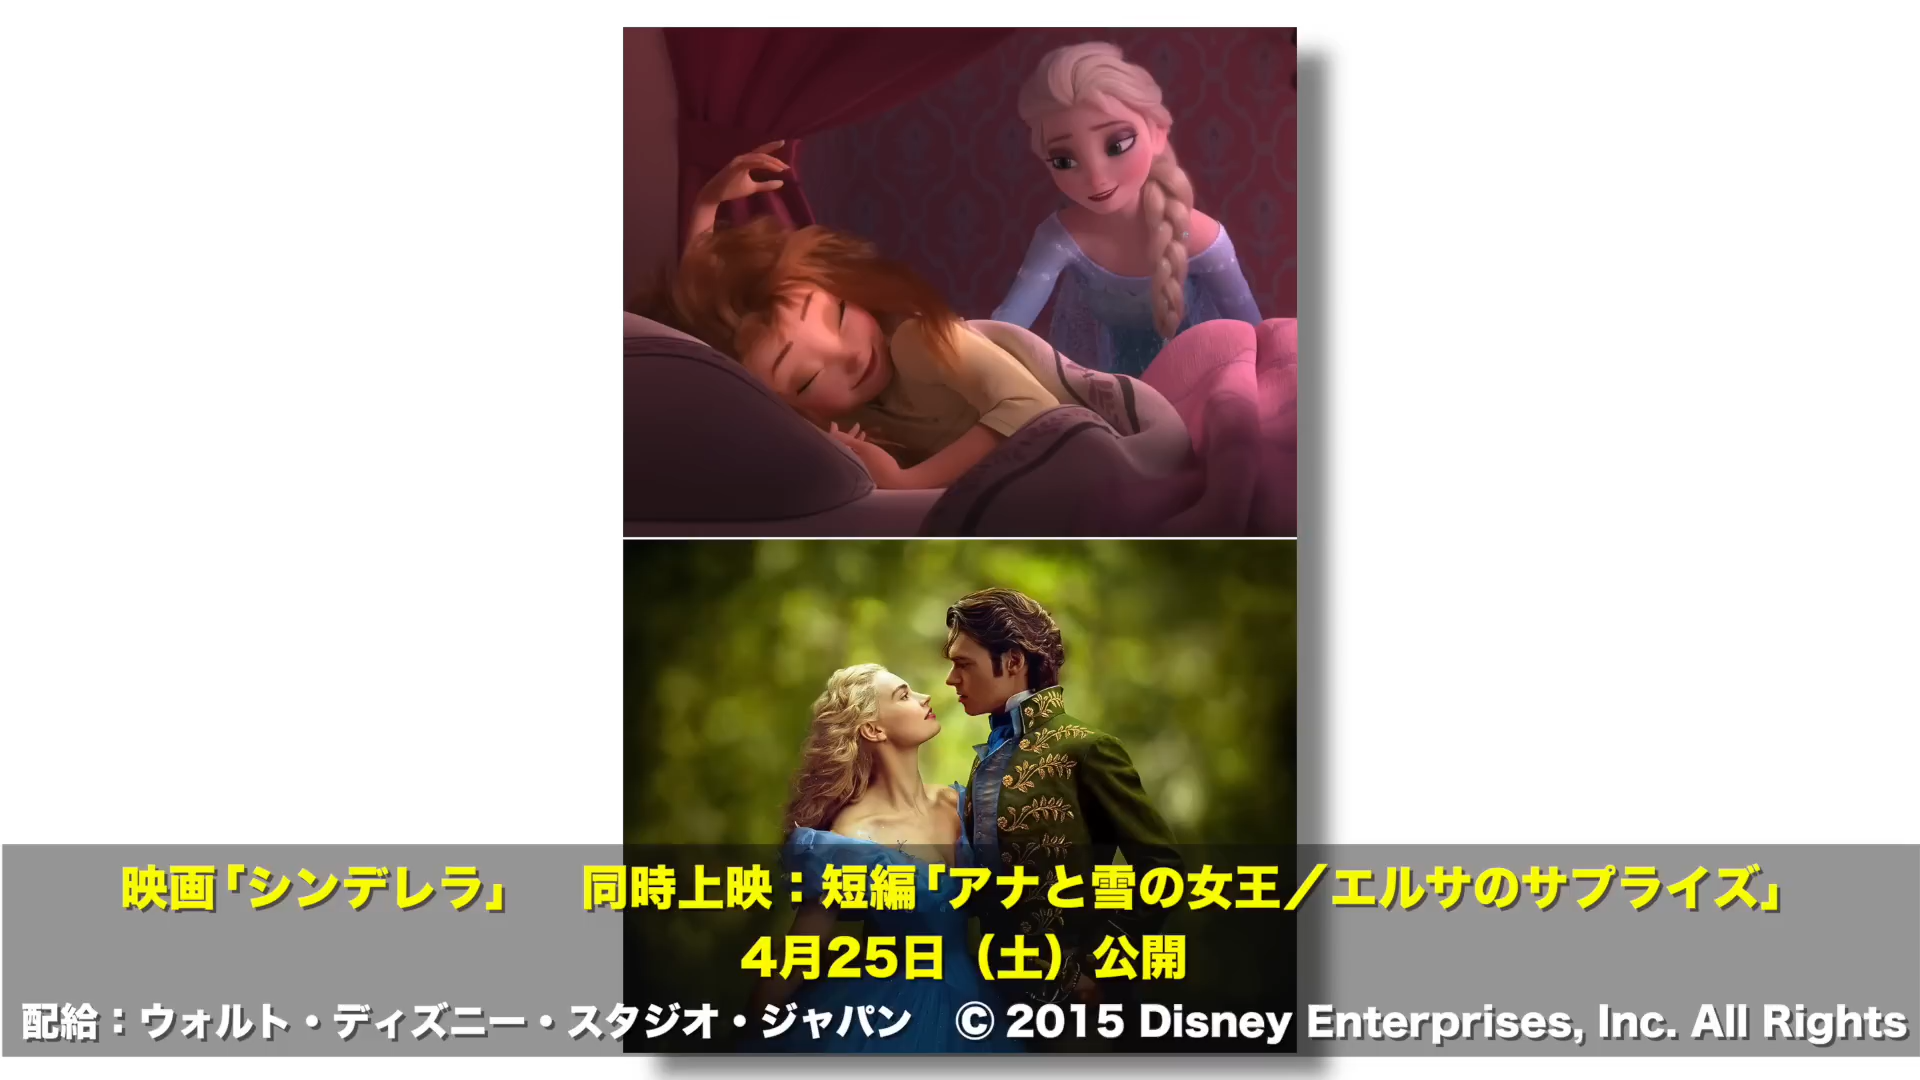 映画「シンデレラ」　同時上映：短編「アナと雪の女王／エルサのサプライズ」
4月25日（土）公開
配給：ウォルト・ディズニー・スタジオ・ジャパン　© 2015 Disney Enterprises, Inc. All Rights